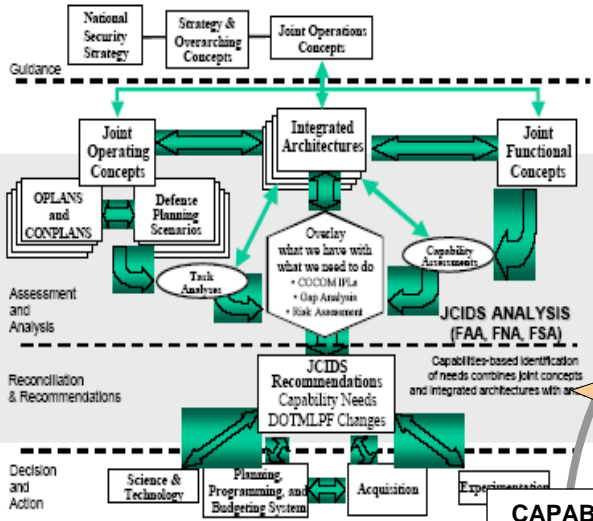 National
Security
Strategy
Strategy &
Overarching
Concepts
Joint Operations
Concepts
Guidance
Joint
Operating
Concepts
Integrated
Architectures
Joint
Functional
Concepts
OPLANS
and
CONPLANS
Defense
Planning
Scenarios
Overlay
what we have with
what we need to do
• COCOM IPLs
• Gap Analysis
• Risk Assessment
Task
Analyses
Capability
Assessments
Assessment
and
Analysis
JCIDS ANALYSIS
(FAA, FNA, FSA)
Reconciliation
& Recommendations
JCIDS
Recommendations
Capability Needs
DOTMLPF Changes
Capabilities-based identification
of needs combines joint concepts
and integrated architectures with
Decision
and
Action
Science &
Technology
Planning,
Programming, and
Budgeting System
Acquisition
Experimentation
CAPAB